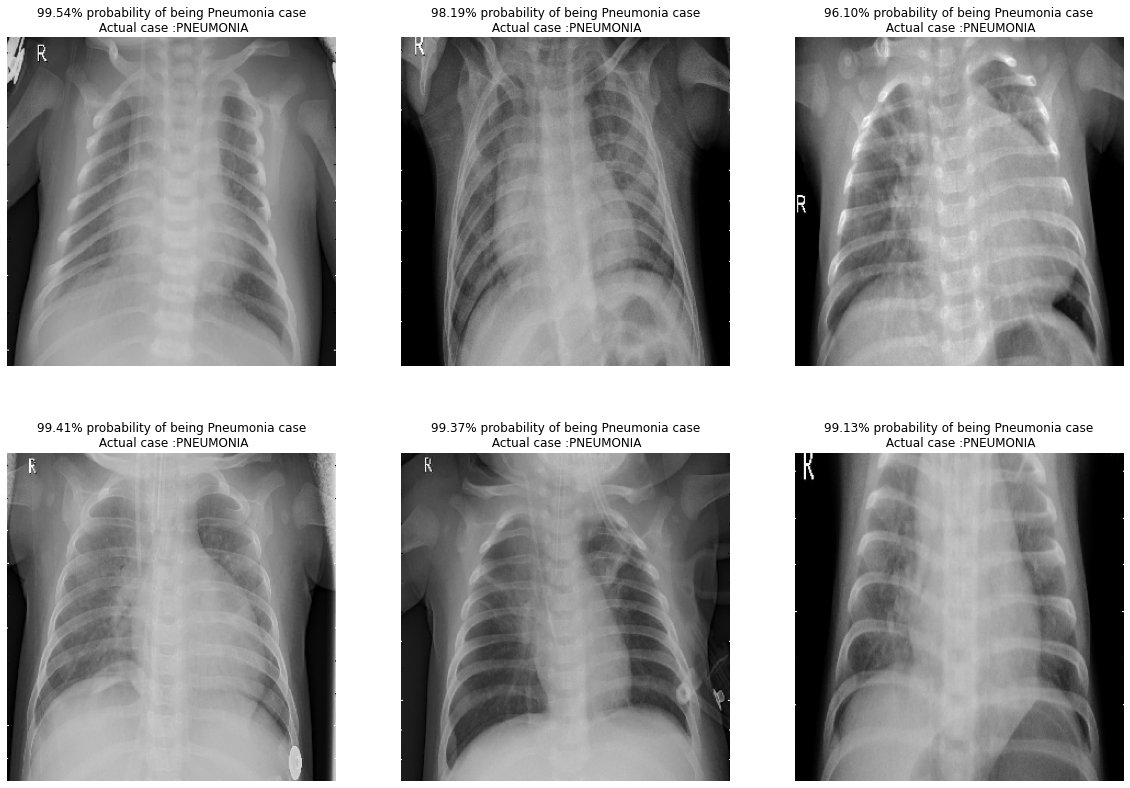 99.54% probability of being Pneumonia case
Actual case :PNEUMONIA
R
98.19% probability of being Pneumonia case
Actual case :PNEUMONIA
R
96.10% probability of being Pneumonia case
Actual case :PNEUMONIA
R
99.41% probability of being Pneumonia case
Actual case :PNEUMONIA
R
99.37% probability of being Pneumonia case
Actual case :PNEUMONIA
R
99.13% probability of being Pneumonia case
Actual case :PNEUMONIA
R